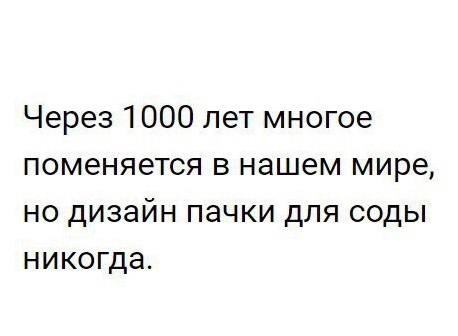 Через 1000 лет многое
поменяется в нашем мире,
но дизайн пачки для соды
никогда.